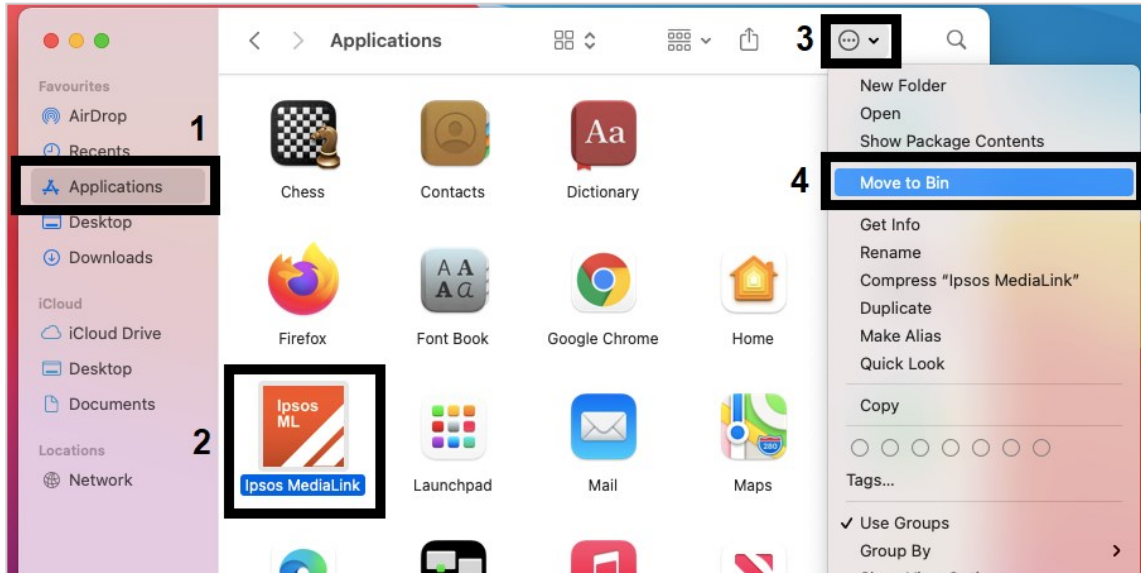 Applications
3
Favourites
AirDrop
1
Recents
Applications
Desktop
Downloads
iCloud
iCloud Drive
Desktop
Documents
Locations
Network
2
Chess
Contacts
Aa
Dictionary
Firefox
A A
A a
Font Book
Google Chrome
Home
Ipsos
ML
Ipsos MediaLink
Launchpad
Mail
280
Maps
New Folder
Open
Show Package Contents
4
Move to Bin
Get Info
Rename
Compress “Ipsos MediaLink”
Duplicate
Make Alias
Quick Look
Copy
Tags...
Use Groups
Group By